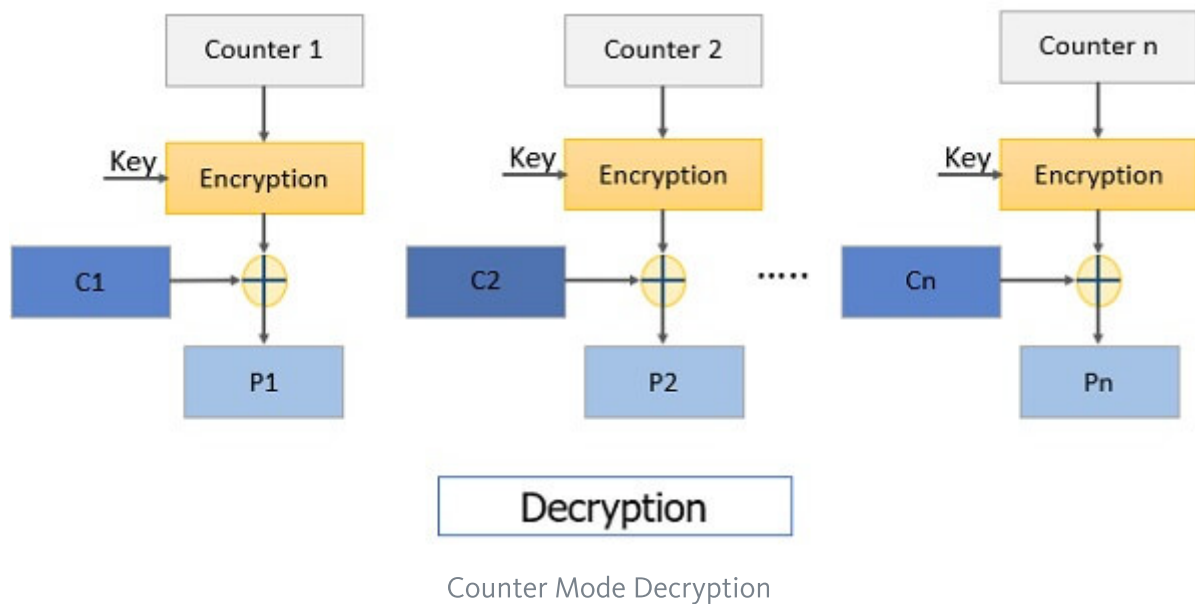 Counter 1
Counter 2
Counter n
Key
Encryption
Key
Encryption
Key
Encryption
C1
C2
.....
Cn
P1
P2
Pn
Decryption
Counter Mode Decryption